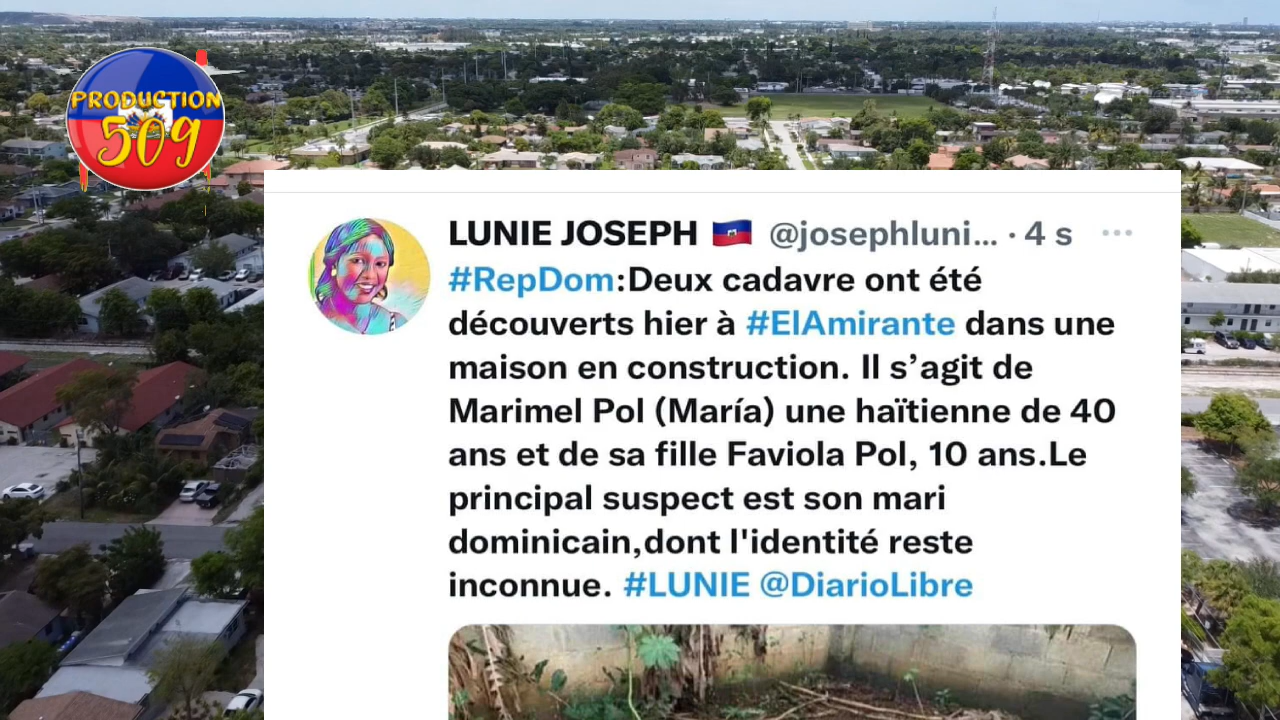 PRODUCTION
509
LUNIE JOSEPH 🇭🇹 @josephluni... · 4 s
#RepDom:Deux cadavre ont été
découverts hier à #ElAmirante dans une
maison en construction. Il s’agit de
Marimel Pol (María) une haïtienne de 40
ans et de sa fille Faviola Pol, 10 ans.Le
principal suspect est son mari
dominicain,dont l'identité reste
inconnue. #LUNIE @DiarioLibre